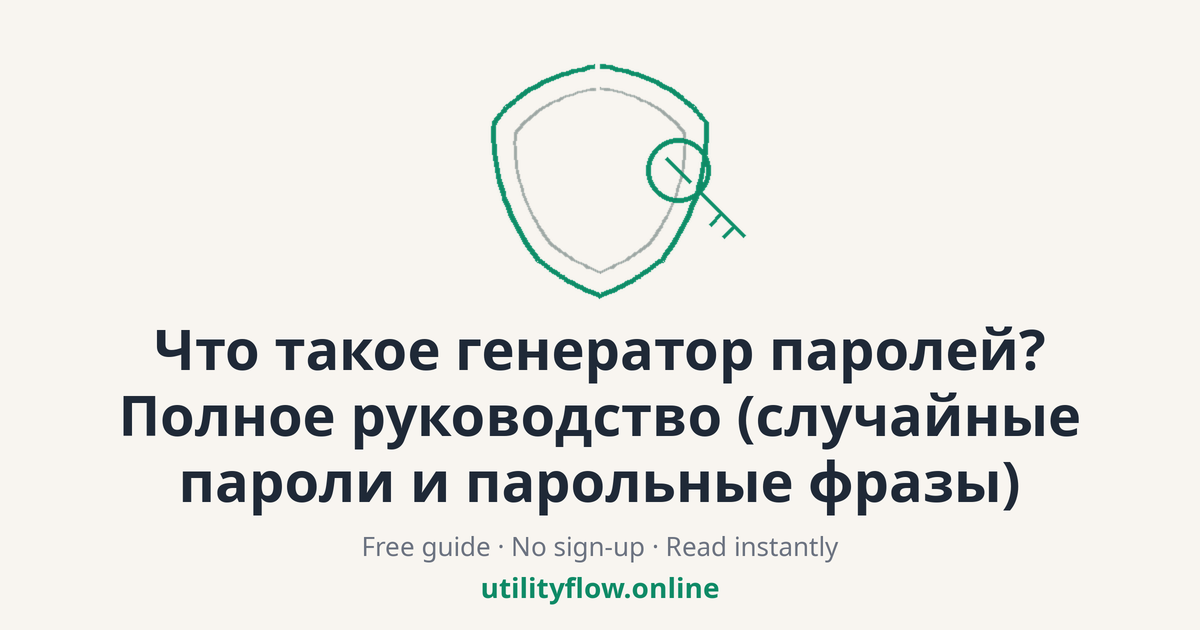 Что такое генератор паролей?
Полное руководство (случайные
пароли и парольные фразы)
Free guide · No sign-up · Read instantly
utilityflow.online